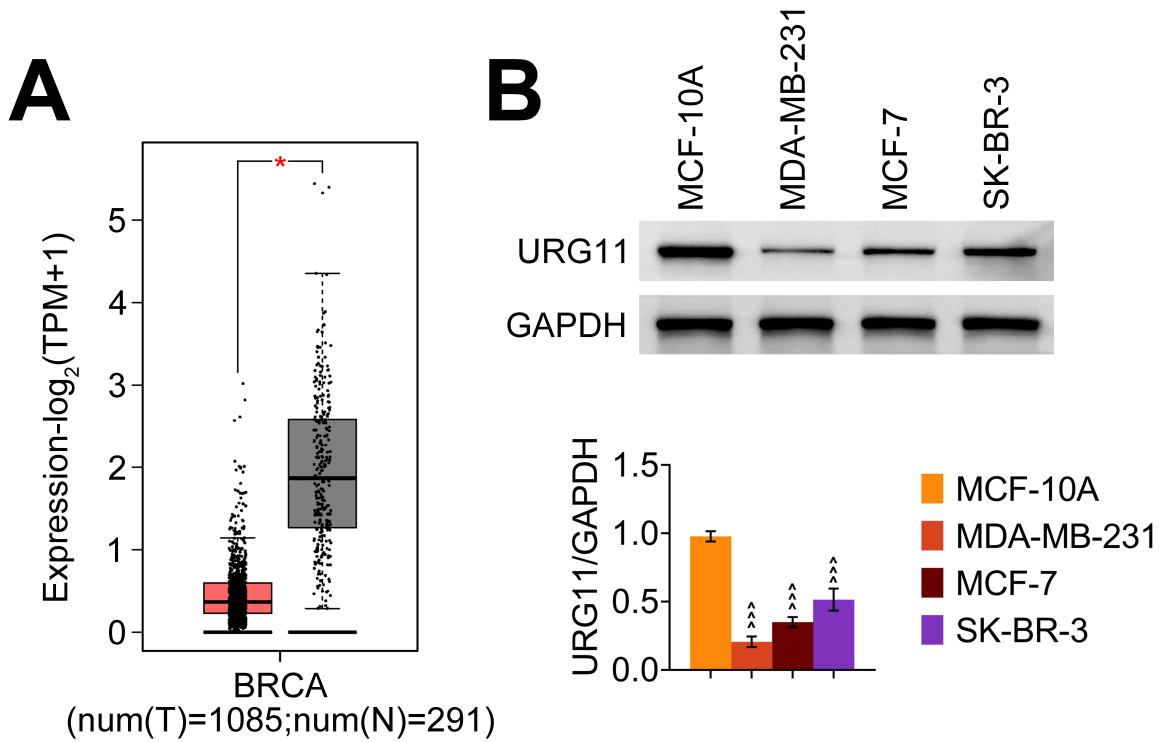 A
Expression-log2(TPM+1)
5
4
3
2
1
0
*
BRCA
(num(T)=1085;num(N)=291)
B
MCF-10A
MDA-MB-231
MCF-7
SK-BR-3
URG11
GAPDH
URG11/GAPDH
1.5
1.0
0.5
0.0
^^^
^^^
^^^
MCF-10A
MDA-MB-231
MCF-7
SK-BR-3